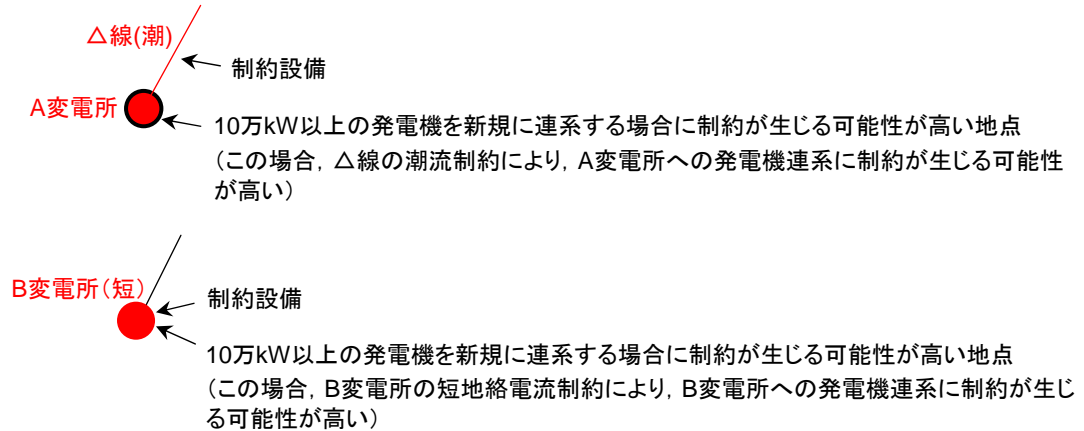 △線(潮)
制約設備
A変電所
10万kW以上の発電機を新規に連系する場合に制約が生じる可能性が高い地点
（この場合，△線の潮流制約により，A変電所への発電機連系に制約が生じる可能性
が高い）
B変電所（短）
制約設備
10万kW以上の発電機を新規に連系する場合に制約が生じる可能性が高い地点
（この場合，B変電所の短地絡電流制約により，B変電所への発電機連系に制約が生じ
る可能性が高い）